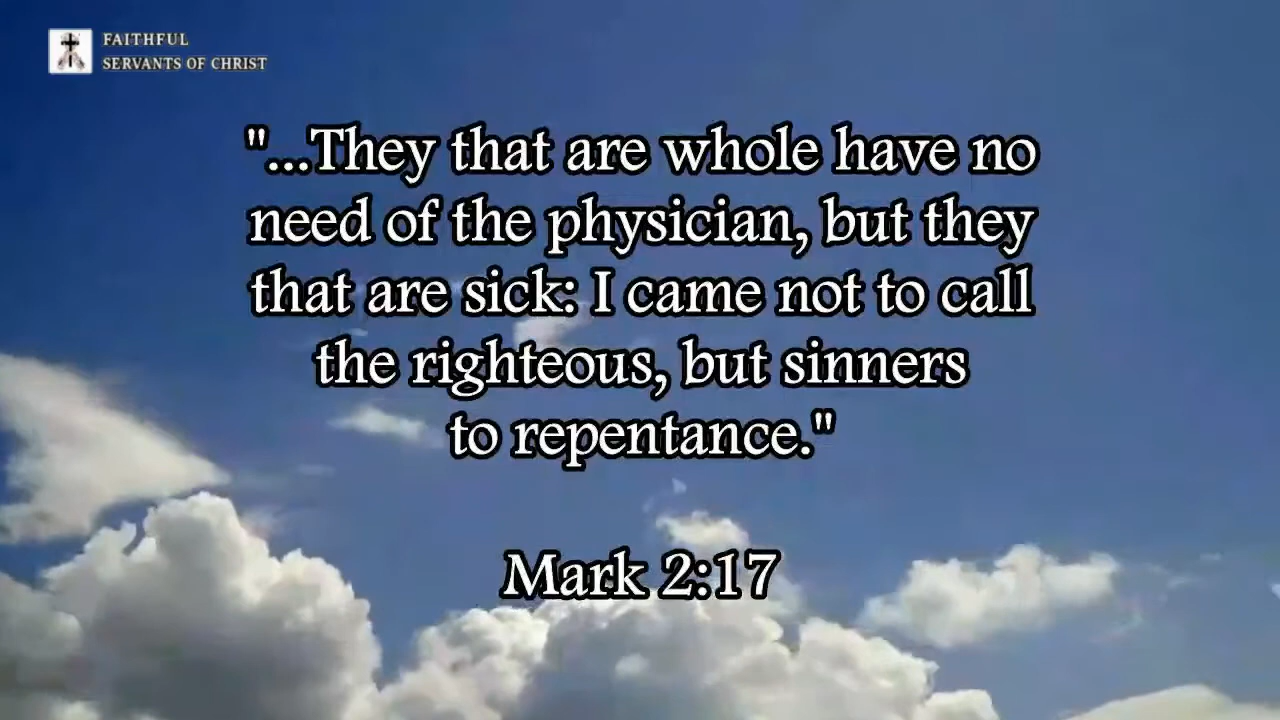 FAITHFUL
SERVANTS OF CHRIST
"...They that are whole have no
need of the physician, but they
that are sick: I came not to call
the righteous, but sinners
to repentance."
Mark 2:17